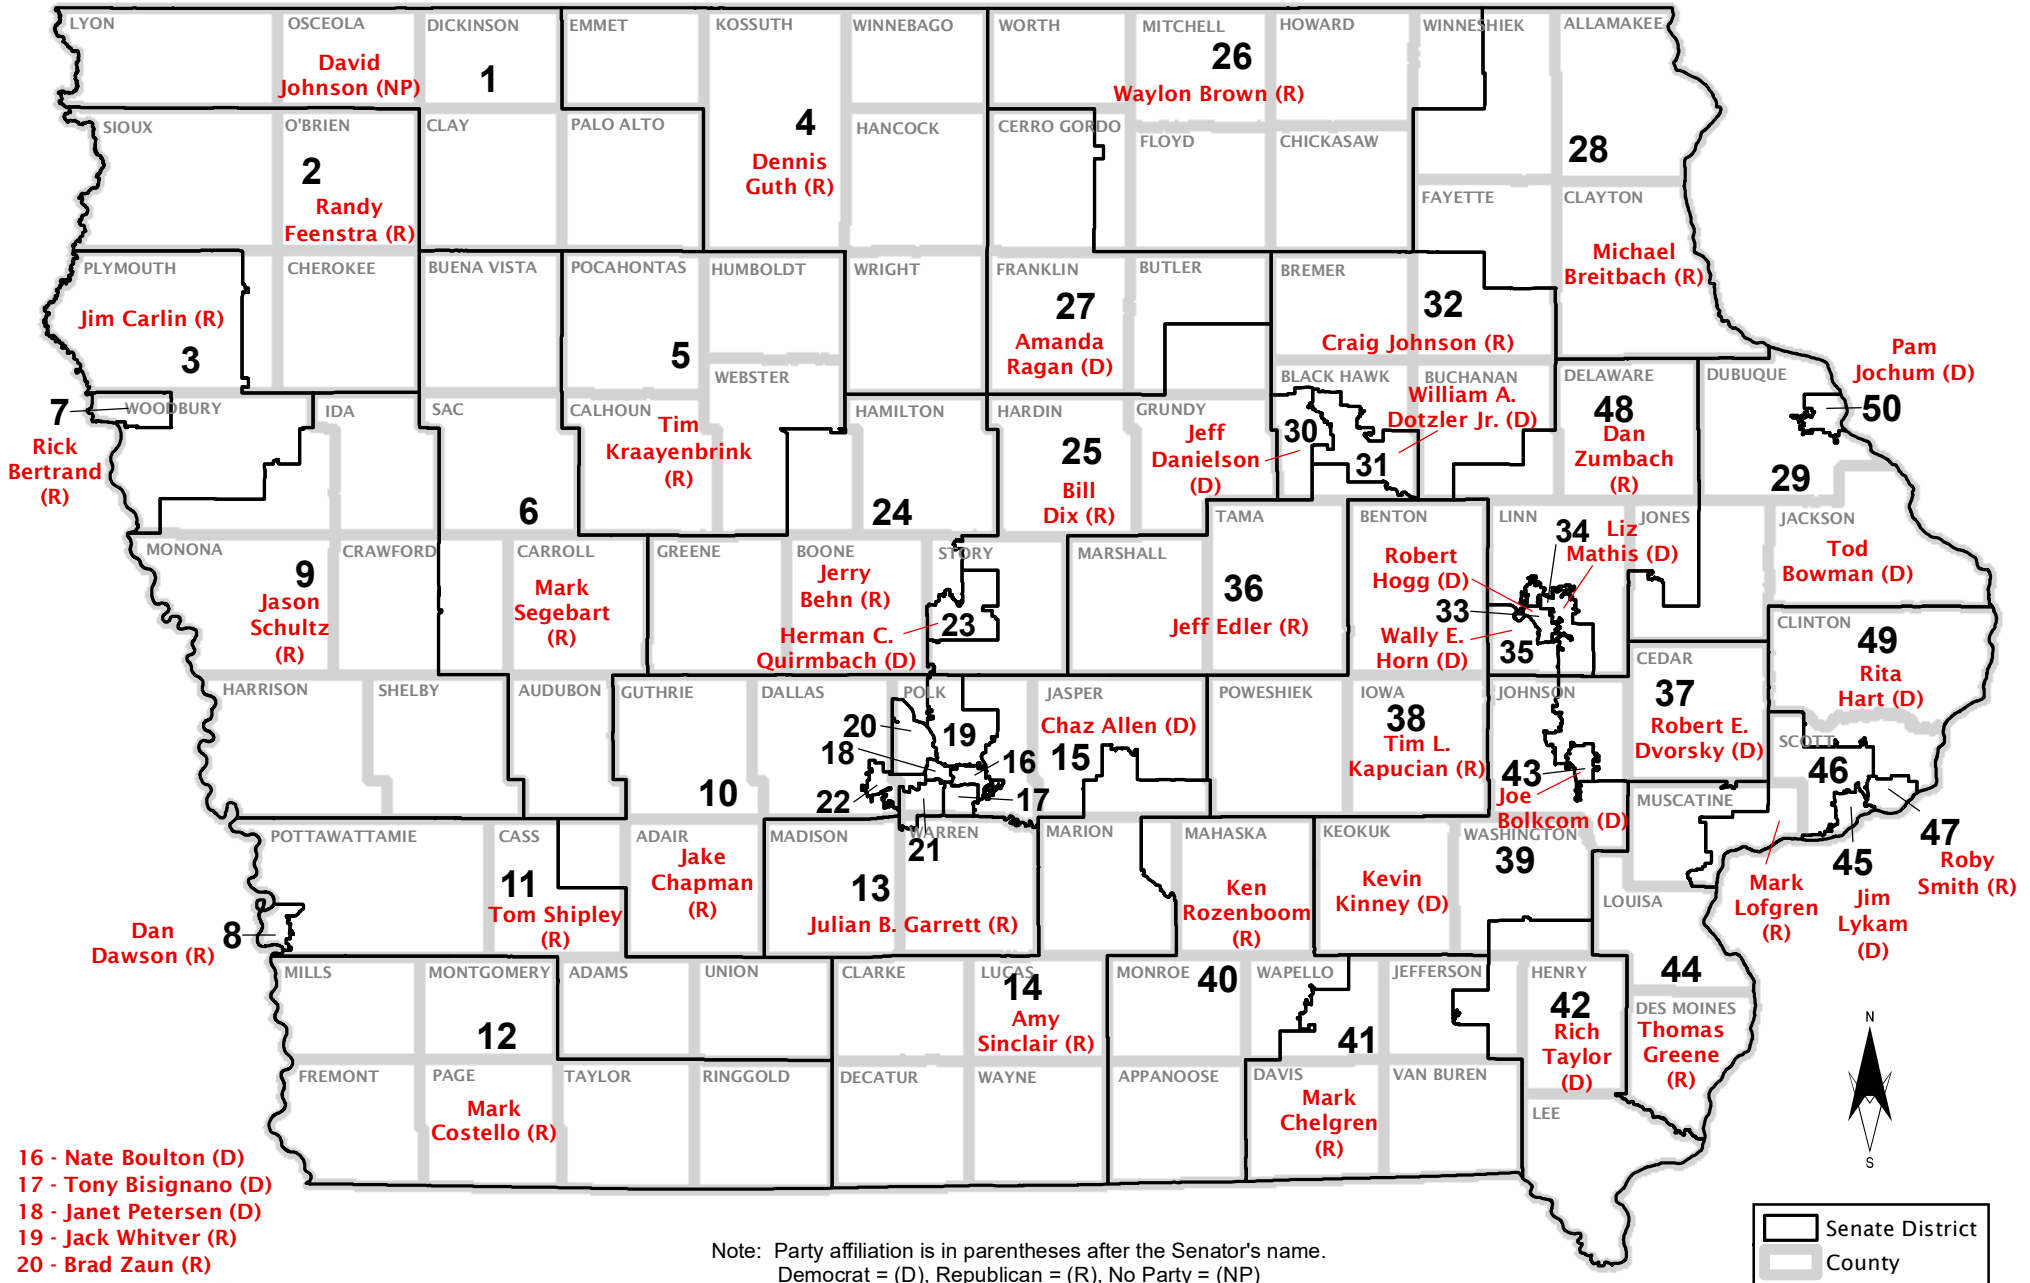 LYON
OSCEOLA
DICKINSON
EMMET
KOSSUTH
WINNEBAGO
WORTH
MITCHELL
HOWARD
WINNESHIEK
ALLAMAKEE
David
Johnson (NP)
1
4
Dennis
Guth (R)
26
Waylon Brown (R)
SIOUX
O'BRIEN
CLAY
PALO ALTO
HANCOCK
CERRO GORDO
FLOYD
CHICKASAW
28
2
Randy
Feenstra (R)
FAYETTE
CLAYTON
Michael
Breitbach (R)
PLYMOUTH
CHEROKEE
BUENA VISTA
POCAHONTAS
HUMBOLDT
WRIGHT
FRANKLIN
BUTLER
BREMER
Jim Carlin (R)
3
5
27
Amanda
Ragan (D)
32
Craig Johnson (R)
Pam
Jochum (D)
50
WEBSTER
BLACK HAWK
BUCHANAN
DELAWARE
DUBUQUE
7
Rick
Bertrand
(R)
WOODBURY
IDA
SAC
CALHOUN
Tim
Kraayenbrink
(R)
HAMILTON
HARDIN
GRUNDY
Jeff
Danielson
(D)
30
William A.
Dotzler Jr. (D)
31
48
Dan
Zumbach
(R)
25
Bill
Dix (R)
29
6
24
TAMA
BENTON
LINN
JONES
JACKSON
MONONA
CRAWFORD
CARROLL
GREENE
BOONE
STORY
MARSHALL
9
Jason
Schultz
(R)
Mark
Segebart
(R)
Jerry
Behn (R)
Herman C.
Quirmbach (D)
23
36
Jeff Edler (R)
Robert
Hogg (D)
33
Wally E.
Horn (D)
35
34
Liz
Mathis (D)
Tod
Bowman (D)
CLINTON
49
Rita
Hart (D)
HARRISON
SHELBY
AUDUBON
GUTHRIE
DALLAS
POLK
JASPER
POWESHIEK
IOWA
JOHNSON
CEDAR
20
19
18
16
22
17
21
Chaz Allen (D)
15
38
Tim L.
Kapucian (R)
37
Robert E.
Dvorsky (D)
SCOTT
46
43
Joe
Bolkcom (D)
10
MUSCATINE
POTTAWATTAMIE
CASS
ADAIR
MADISON
WARREN
MARION
MAHASKA
KEOKUK
WASHINGTON
11
Tom Shipley
(R)
Jake
Chapman
(R)
13
Julian B. Garrett (R)
Ken
Rozenboom
(R)
Kevin
Kinney (D)
39
LOUISA
Mark
Lofgren
(R)
45
Jim
Lykam
(D)
47
Roby
Smith (R)
Dan
Dawson (R)
8
MILLS
MONTGOMERY
ADAMS
UNION
CLARKE
LUCAS
MONROE
WAPELLO
JEFFERSON
HENRY
DES MOINES
12
14
Amy
Sinclair (R)
40
41
42
Rich
Taylor
(D)
44
Thomas
Greene
(R)
FREMONT
PAGE
TAYLOR
RINGGOLD
DECATUR
WAYNE
APPANOOSE
DAVIS
VAN BUREN
LEE
Mark
Costello (R)
Mark
Chelgren
(R)
N
S
16 - Nate Boulton (D)
17 - Tony Bisignano (D)
18 - Janet Petersen (D)
19 - Jack Whitver (R)
20 - Brad Zaun (R)
Note: Party affiliation is in parentheses after the Senator's name.
Democrat = (D), Republican = (R), No Party = (NP)
Senate District
County